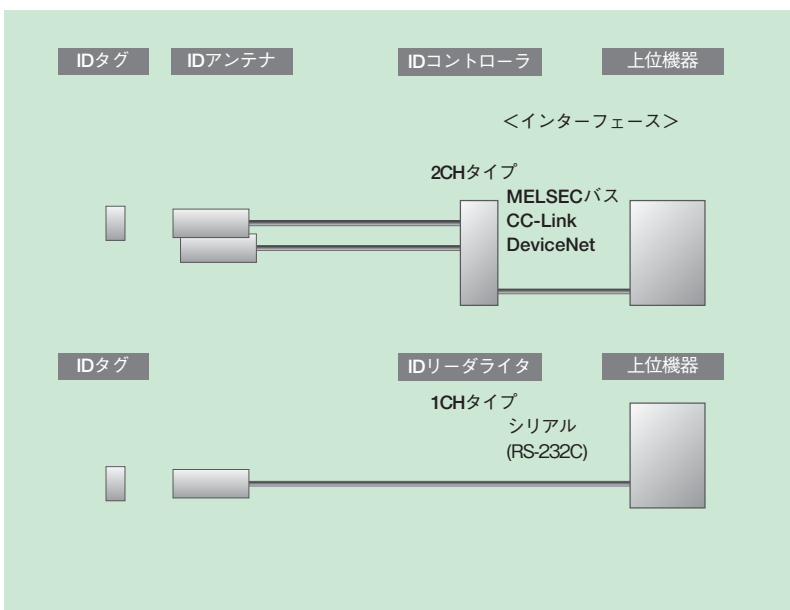 IDタグ IDアンテナ IDコントローラ 上位機器
＜インターフェース＞
2CHタイプ
MELSECバス
CC-Link
DeviceNet
IDタグ IDリーダライタ 上位機器
1CHタイプ
シリアル
(RS-232C)